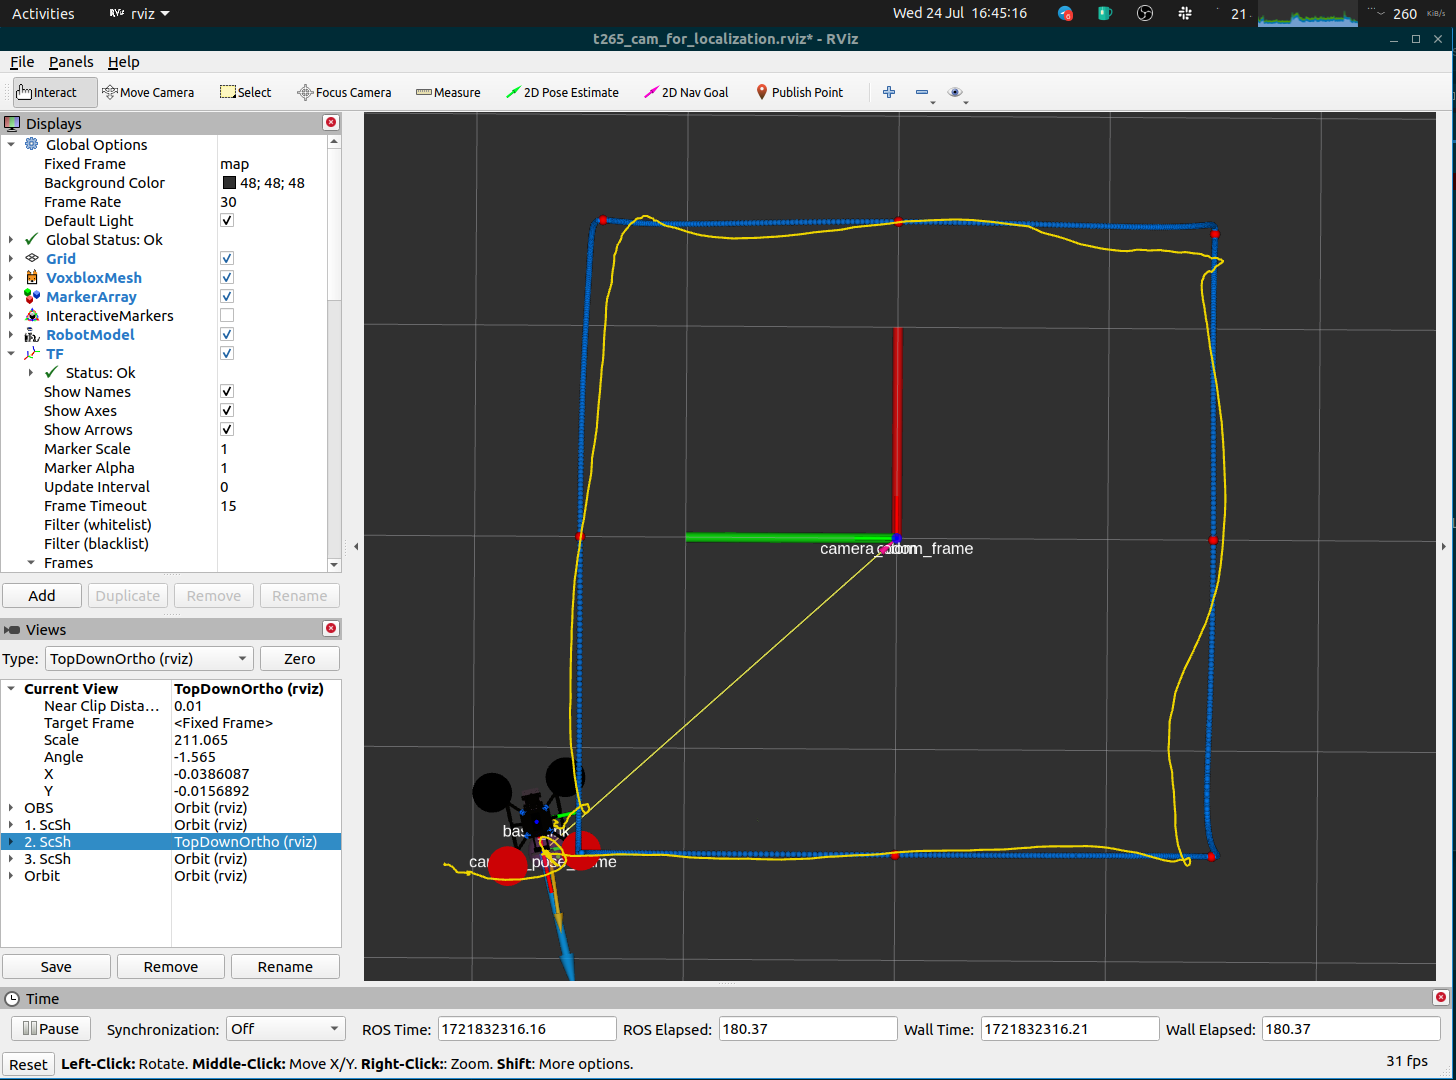 Activities rviz Wed 24 Jul 16:45:16 21 260 KiB/s
t265_cam_for_localization.rviz* - RViz
File Panels Help
Interact Move Camera Select Focus Camera Measure 2D Pose Estimate 2D Nav Goal Publish Point
Displays
Global Options
Fixed Frame map
Background Color 48; 48; 48
Frame Rate 30
Default Light
Global Status: Ok
Grid
VoxbloxMesh
MarkerArray
InteractiveMarkers
RobotModel
TF
Status: Ok
Show Names
Show Axes
Show Arrows
Marker Scale 1
Marker Alpha 1
Update Interval 0
Frame Timeout 15
Filter (whitelist)
Filter (blacklist)
Frames
Add Duplicate Remove Rename
Views
Type: TopDownOrtho (rviz) Zero
Current View TopDownOrtho (rviz)
Near Clip Dista... 0.01
Target Frame <Fixed Frame>
Scale 211.065
Angle -1.565
X -0.0386087
Y -0.0156892
OBS Orbit (rviz)
1. ScSh Orbit (rviz)
2. ScSh TopDownOrtho (rviz)
3. ScSh Orbit (rviz)
Orbit Orbit (rviz)
Save Remove Rename
Time
Pause Synchronization: Off ROS Time: 1721832316.16 ROS Elapsed: 180.37 Wall Time: 1721832316.21 Wall Elapsed: 180.37
Reset Left-Click: Rotate. Middle-Click: Move X/Y. Right-Click:: Zoom. Shift: More options. 31 fps